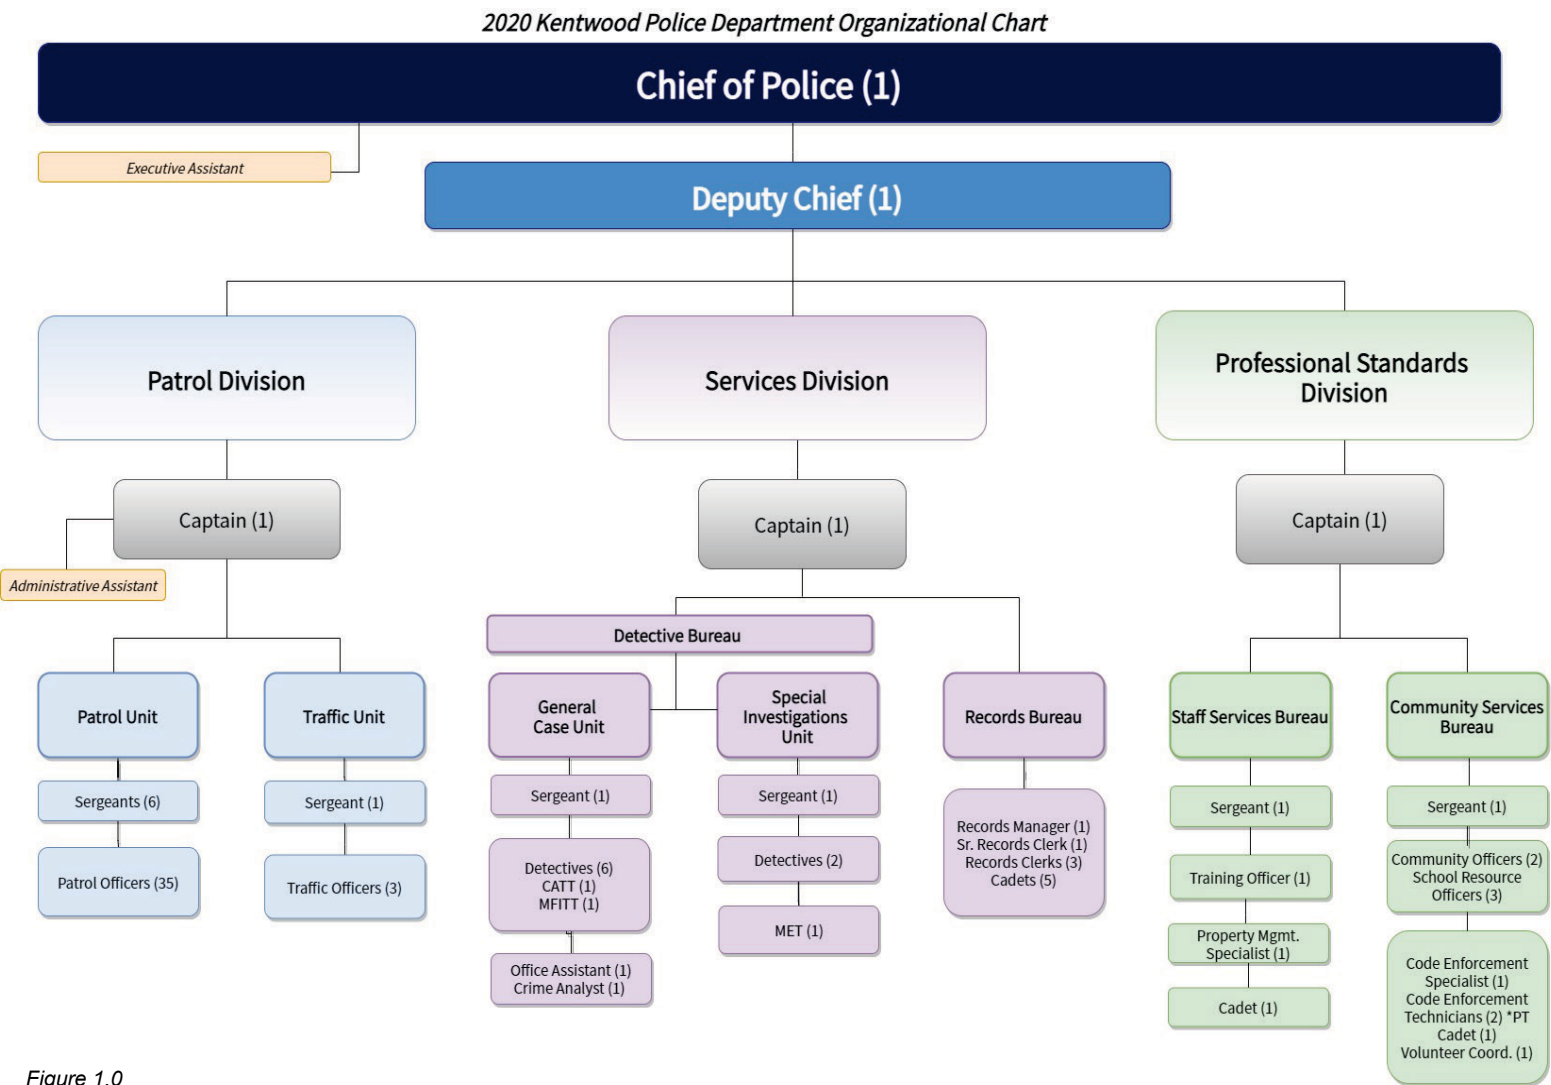 2020 Kentwood Police Department Organizational Chart
Chief of Police (1)
Executive Assistant
Deputy Chief (1)
Patrol Division
Services Division
Professional Standards
Division
Captain (1)
Captain (1)
Captain (1)
Administrative Assistant
Detective Bureau
Patrol Unit
Traffic Unit
General
Case Unit
Special
Investigations
Unit
Records Bureau
Staff Services Bureau
Community Services
Bureau
Sergeants (6)
Patrol Officers (35)
Sergeant (1)
Traffic Officers (3)
Sergeant (1)
Detectives (6)
CATT (1)
MFITT (1)
Office Assistant (1)
Crime Analyst (1)
Sergeant (1)
Detectives (2)
MET (1)
Records Manager (1)
Sr. Records Clerk (1)
Records Clerks (3)
Cadets (5)
Sergeant (1)
Training Officer (1)
Property Mgmt.
Specialist (1)
Cadet (1)
Sergeant (1)
Community Officers (2)
School Resource
Officers (3)
Code Enforcement
Specialist (1)
Code Enforcement
Technicians (2) *PT
Cadet (1)
Volunteer Coord. (1)
Figure 1.0